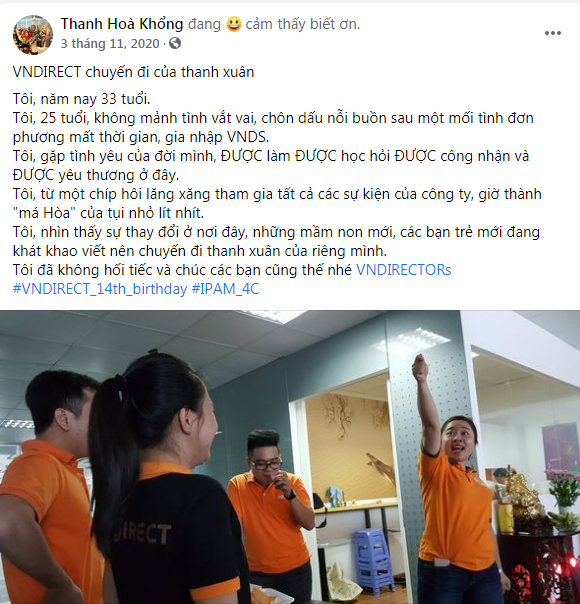 Thanh Hoà Khổng đang 😃 cảm thấy biết ơn.
3 tháng 11, 2020 ·
VNDIRECT chuyến đi của thanh xuân
Tôi, năm nay 33 tuổi.
Tôi, 25 tuổi, không mảnh tình vắt vai, chôn dấu nỗi buồn sau một mối tình đơn
phương mất thời gian, gia nhập VNDS.
Tôi, gặp tình yêu của đời mình, ĐƯỢC làm ĐƯỢC học hỏi ĐƯỢC công nhận và
ĐƯỢC yêu thương ở đây.
Tôi, từ một chíp hôi lăng xăng tham gia tất cả các sự kiện của công ty, giờ thành
"má Hòa" của tụi nhỏ lít nhít.
Tôi, nhìn thấy sự thay đổi ở nơi đây, những mầm non mới, các bạn trẻ mới đang
khát khao viết nên chuyến đi thanh xuân của riêng mình.
Tôi đã không hối tiếc và chúc các bạn cũng thế nhé VNDIRECTORs
#VNDIRECT_14th_birthday #IPAM_4C
DIRECT